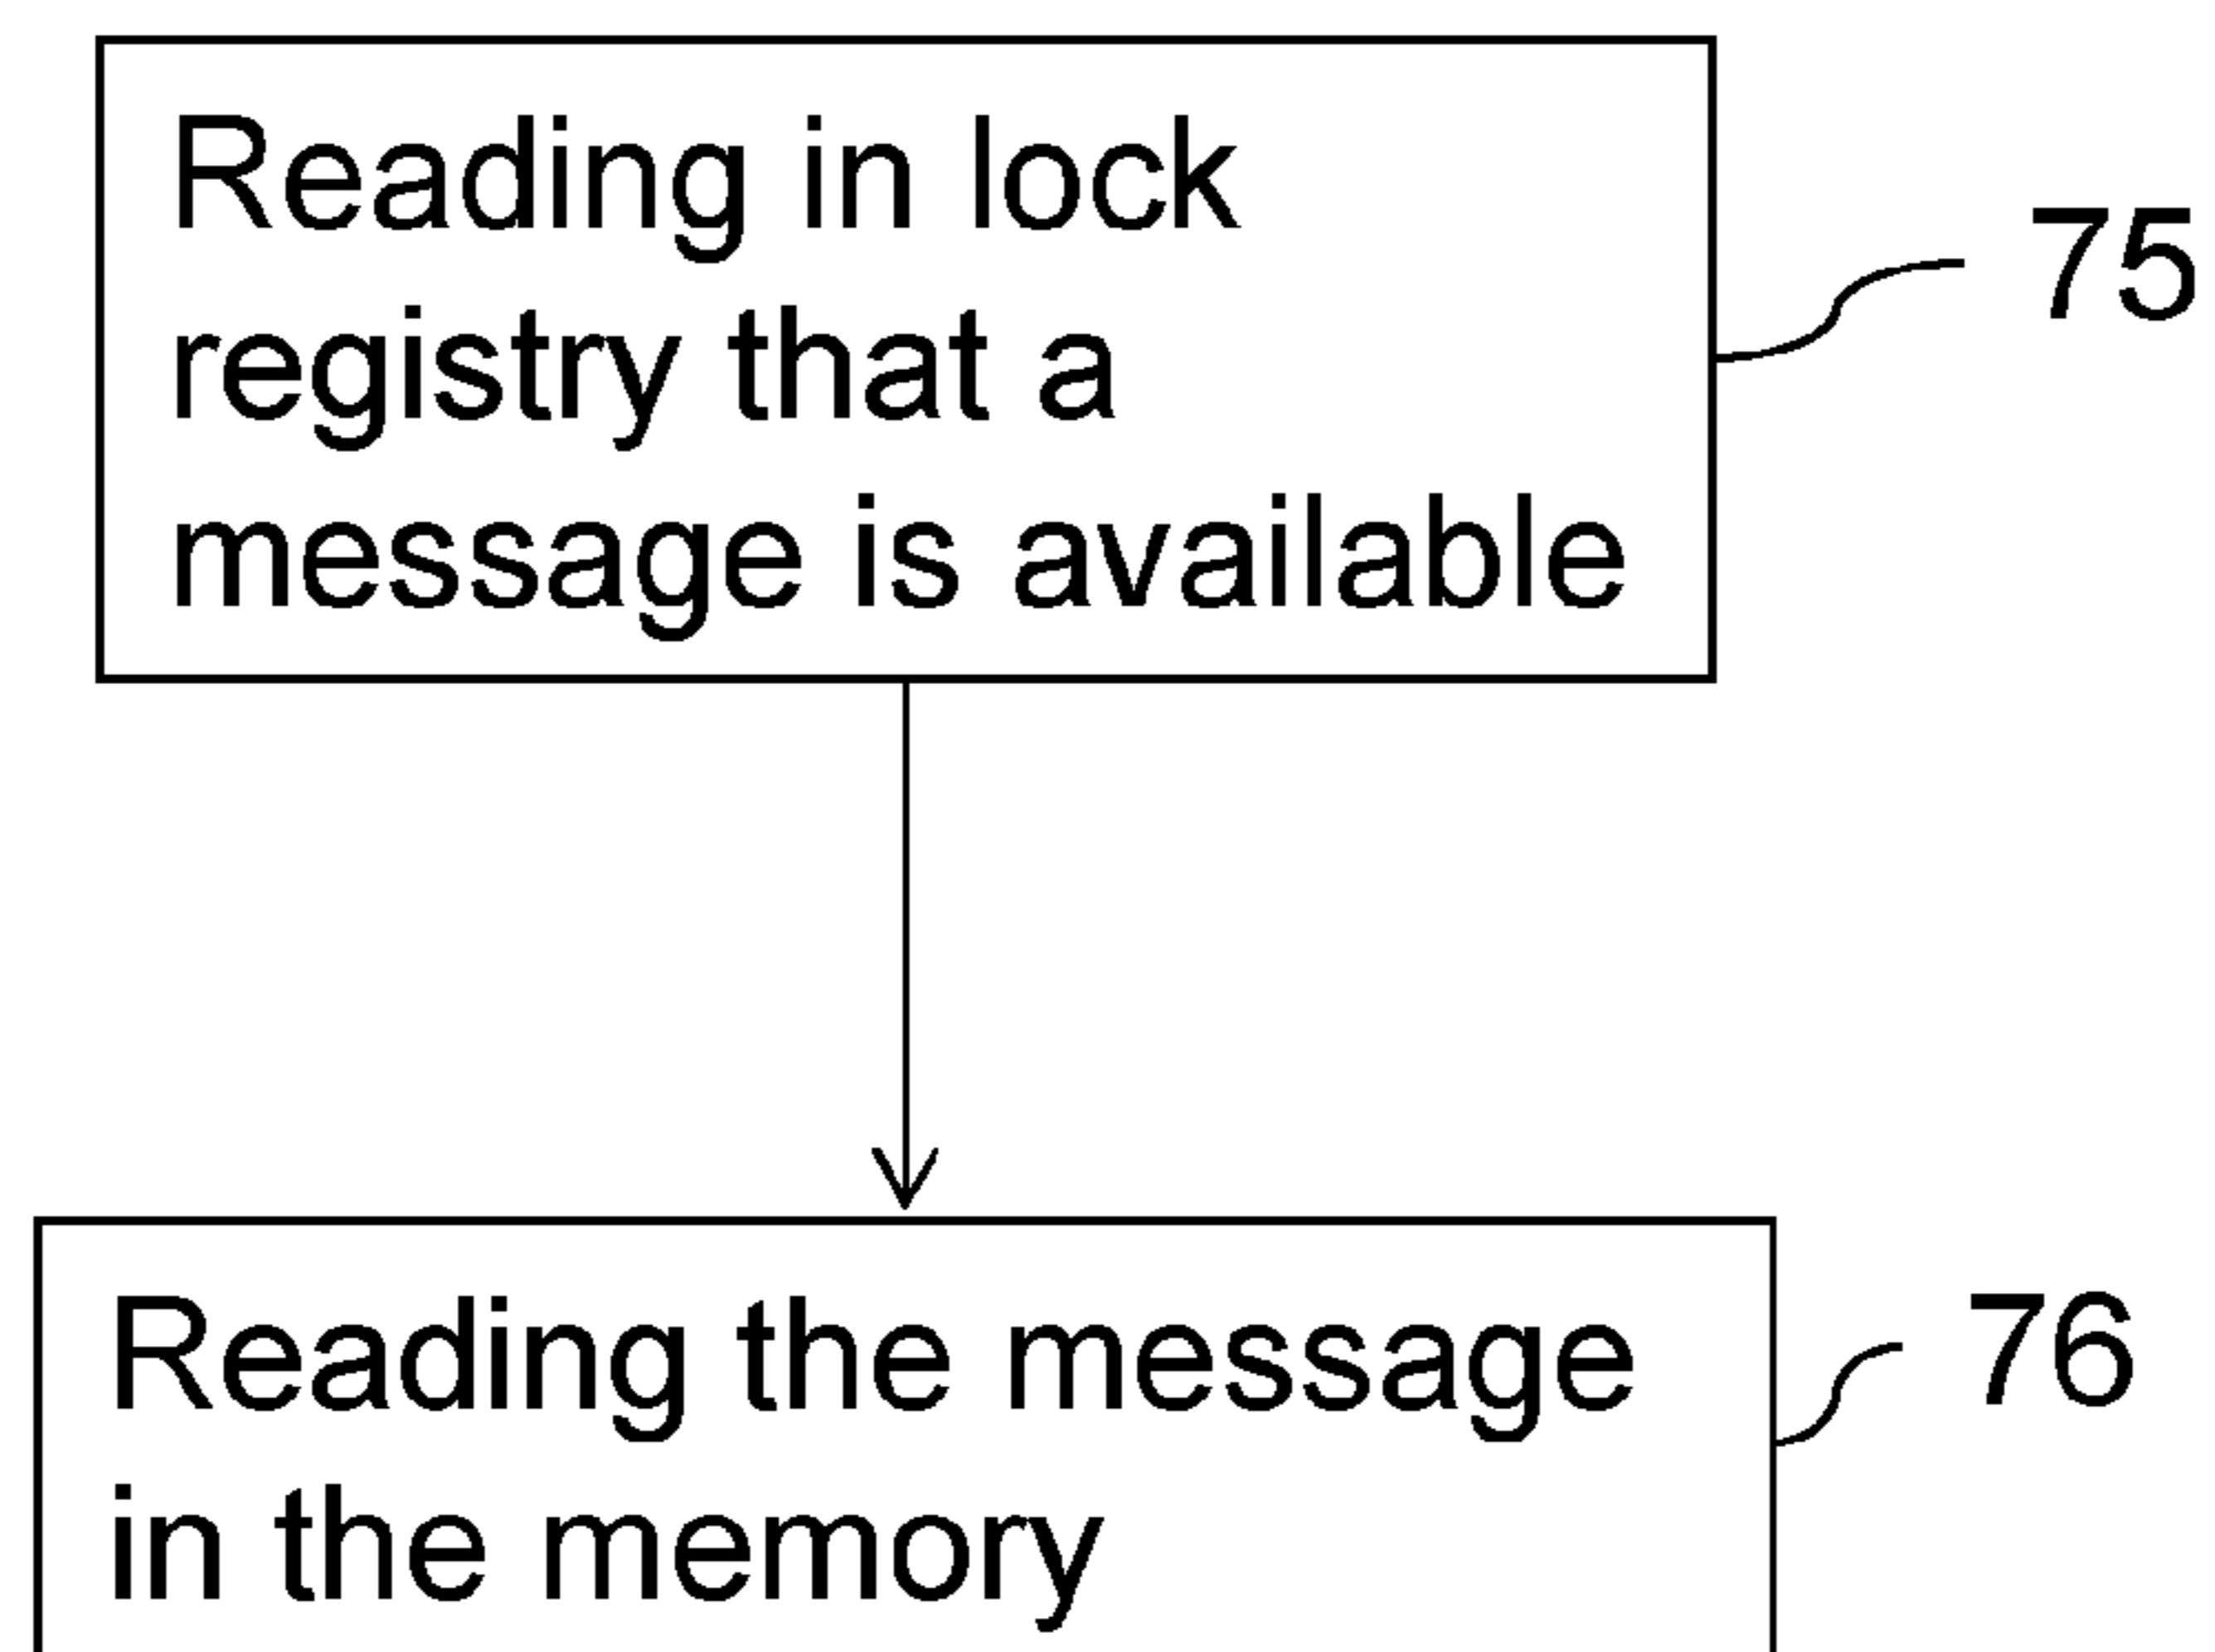 Reading in lock
registry that a
message is available
75
Reading the message
in the memory
76